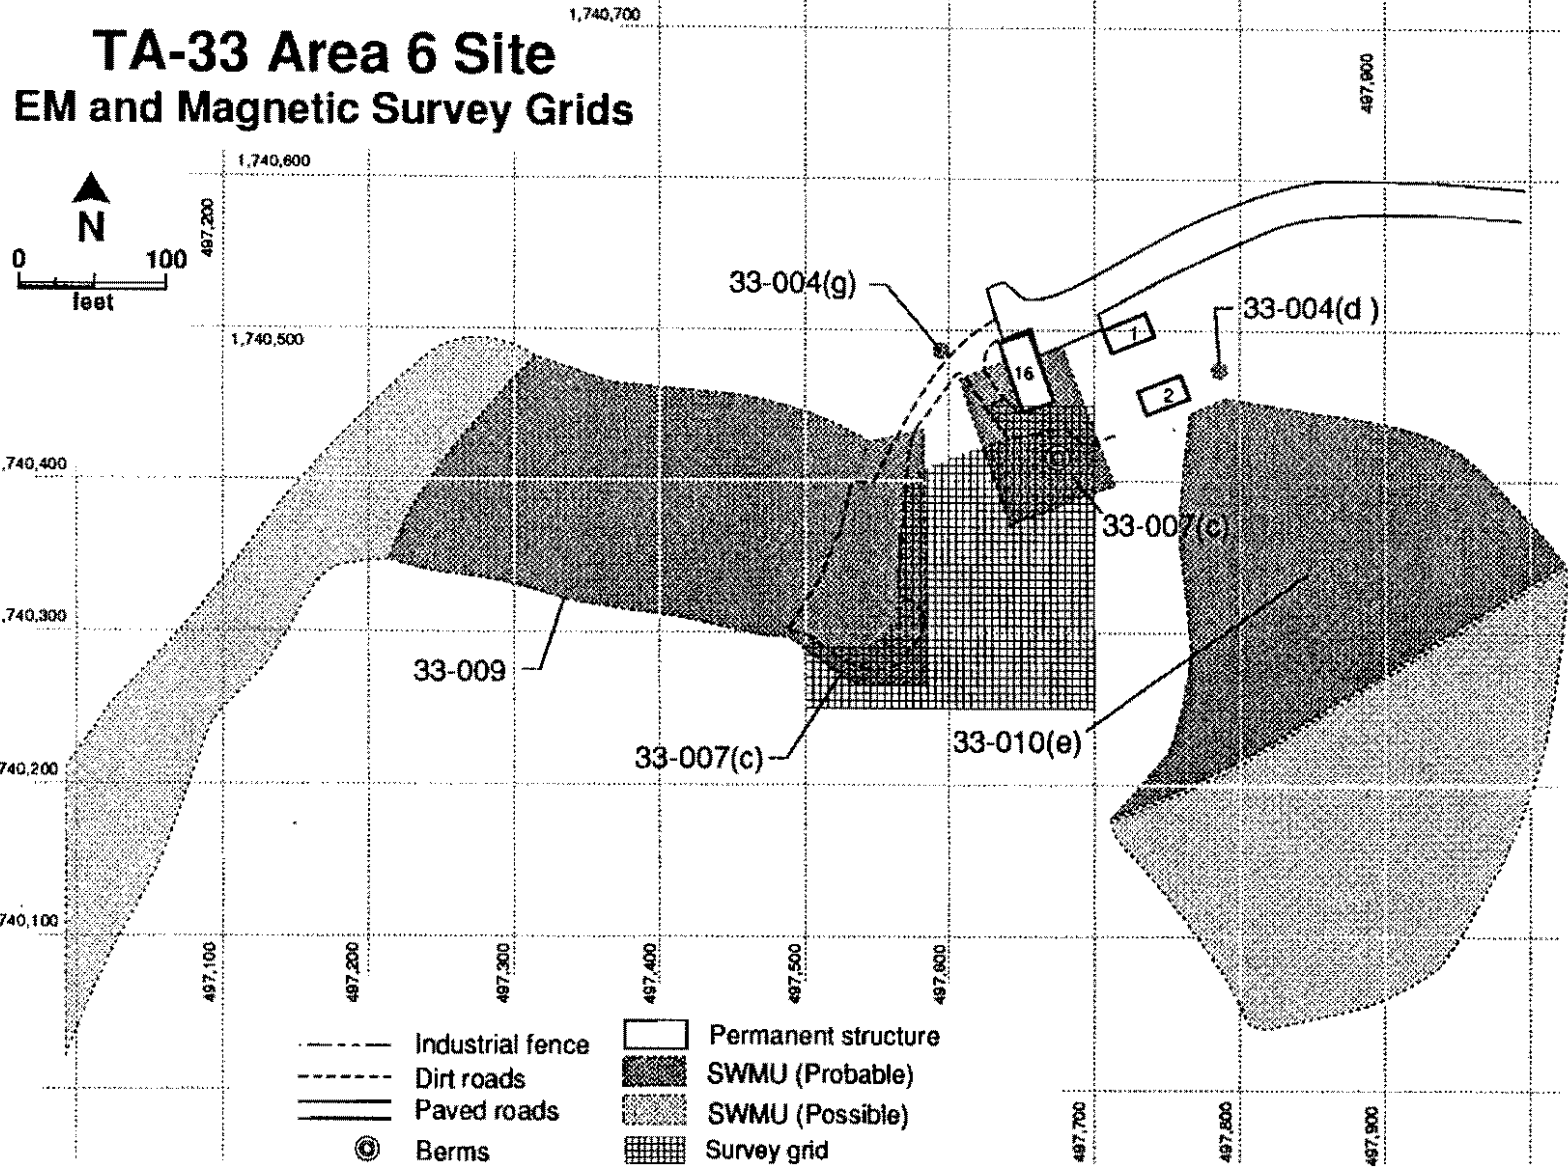 TA-33 Area 6 Site
EM and Magnetic Survey Grids
1,740,700
497,900
1,740,600
497,200
N
0 100
feet
33-004(g)
33-004(d )
1,740,500
1
16
2
,740,400
33-007(c)
,740,300
33-009
33-007(c)
33-010(e)
740,200
740,100
497,100
497,200
497,300
497,400
497,500
497,600
497,700
497,800
497,900
Industrial fence
Dirt roads
Paved roads
Berms
Permanent structure
SWMU (Probable)
SWMU (Possible)
Survey grid